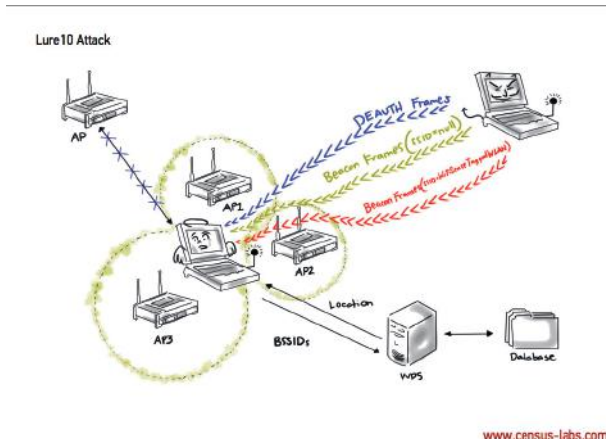 Lure10 Attack
AP
DEAUTH Frames
Beacon Frames (SSID=null)
Beacon Frames
AP1
AP2
AP3
Location
BSSIDs
WPS
Database
www.census-labs.com